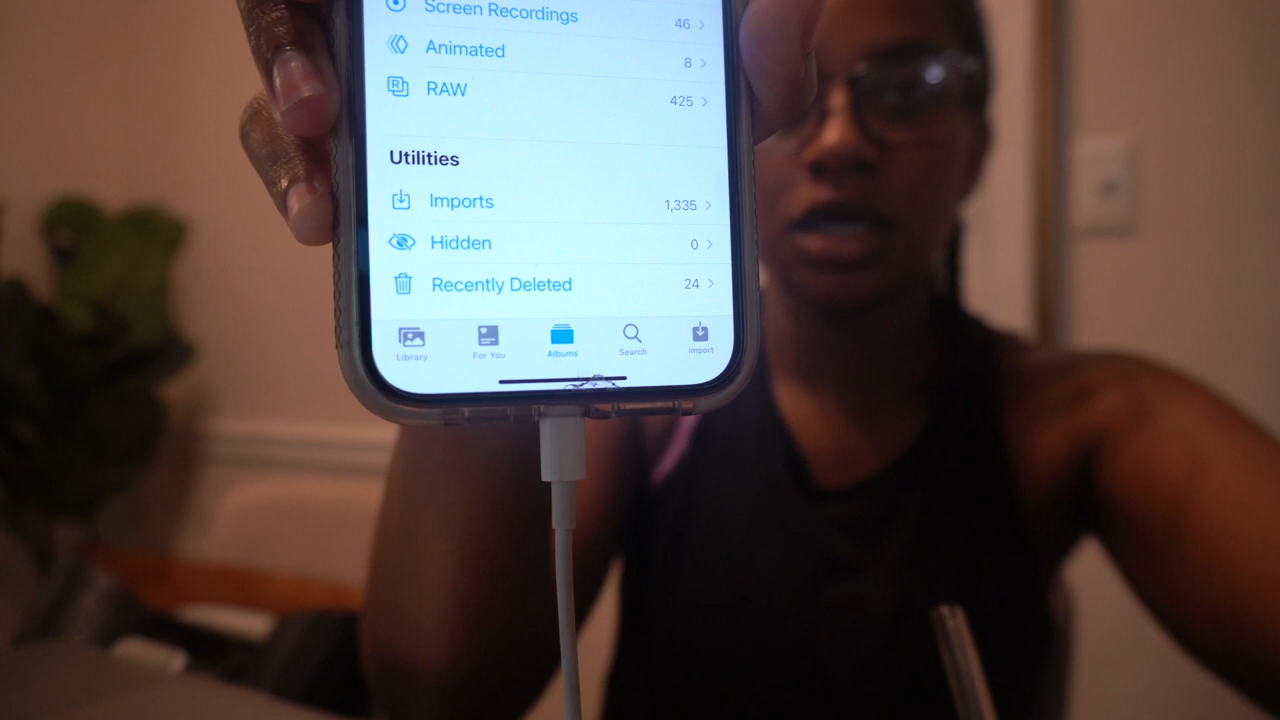 Screen Recordings 46
Animated 8
RAW 425
Utilities
Imports 1,335
Hidden 0
Recently Deleted 24
Library For You Albums Search Import